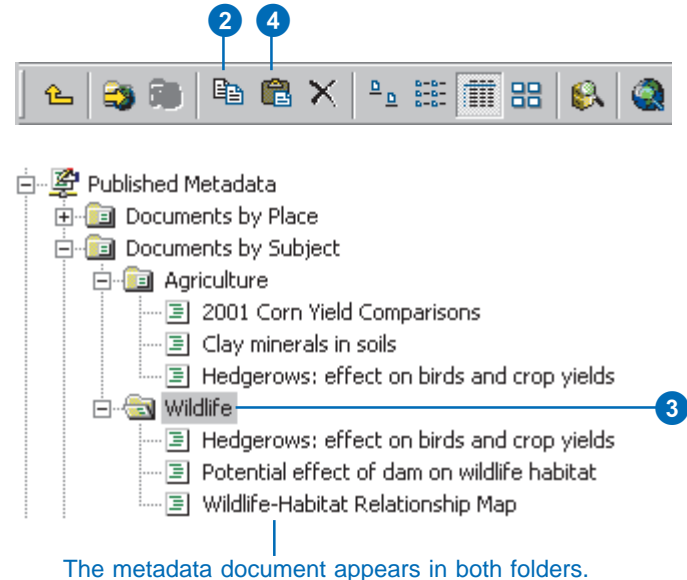 2 4
Published Metadata
Documents by Place
Documents by Subject
Agriculture
2001 Corn Yield Comparisons
Clay minerals in soils
Hedgerows: effect on birds and crop yields
Wildlife 3
Hedgerows: effect on birds and crop yields
Potential effect of dam on wildlife habitat
Wildlife-Habitat Relationship Map
The metadata document appears in both folders.